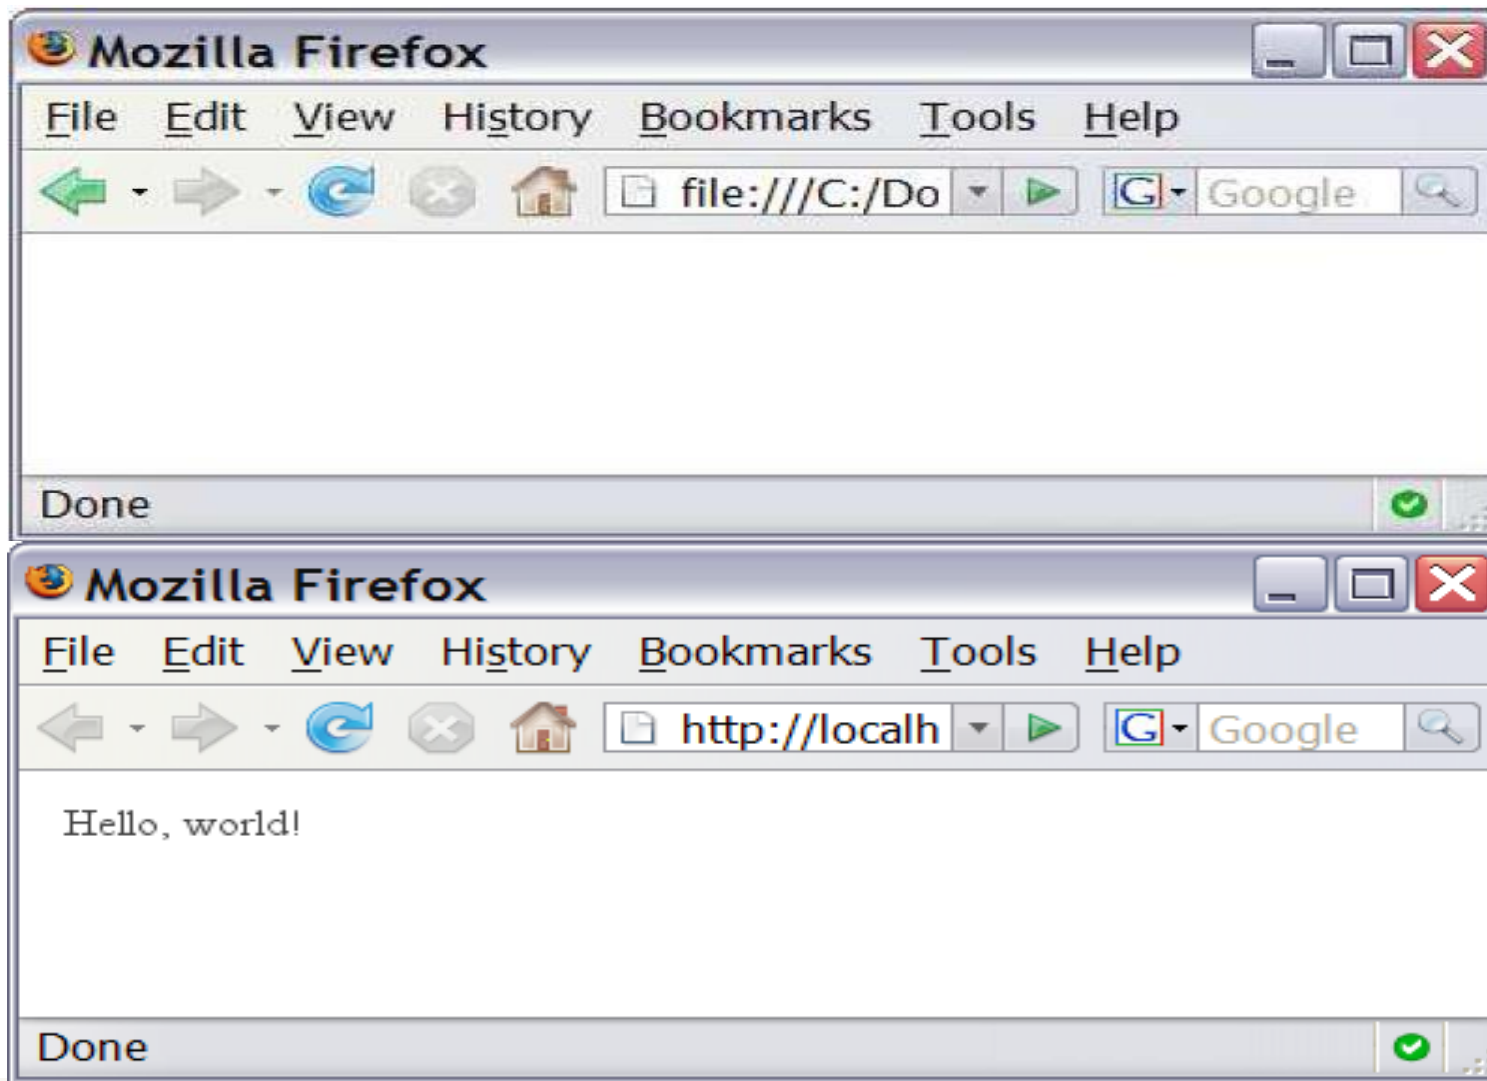 Mozilla Firefox
File Edit View History Bookmarks Tools Help
file:///C:/Do G Google
Done
Mozilla Firefox
File Edit View History Bookmarks Tools Help
http://localh G Google
Hello, world!
Done